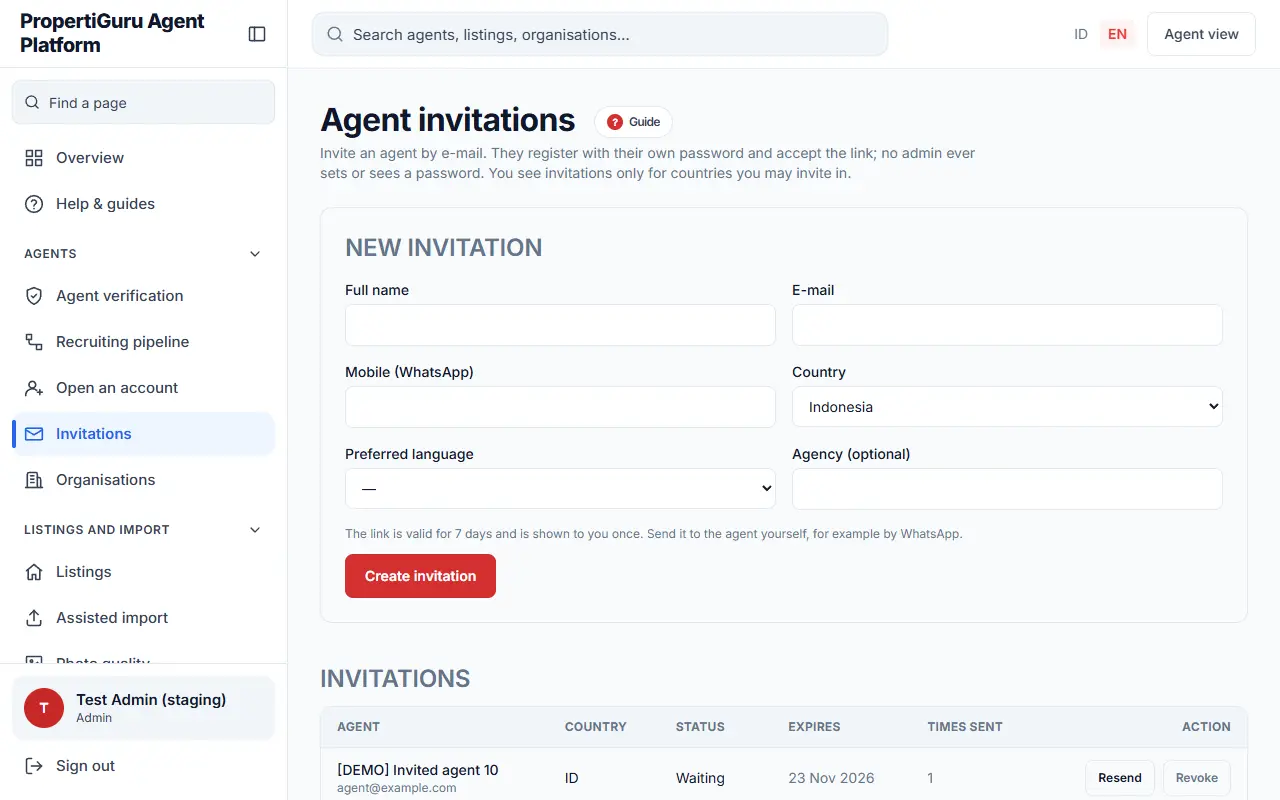 PropertiGuru Agent
Platform
Search agents, listings, organisations...
ID
EN
Agent view
Find a page
Overview
Help & guides
AGENTS
Agent verification
Recruiting pipeline
Open an account
Invitations
Organisations
LISTINGS AND IMPORT
Listings
Assisted import
Photo quality
T
Test Admin (staging)
Admin
Sign out
Agent invitations
? Guide
Invite an agent by e-mail. They register with their own password and accept the link; no admin ever
sets or sees a password. You see invitations only for countries you may invite in.
NEW INVITATION
Full name
E-mail
Mobile (WhatsApp)
Country
Indonesia
Preferred language
Agency (optional)
—
The link is valid for 7 days and is shown to you once. Send it to the agent yourself, for example by WhatsApp.
Create invitation
INVITATIONS
AGENT COUNTRY STATUS EXPIRES TIMES SENT ACTION
[DEMO] Invited agent 10
agent@example.com
ID Waiting 23 Nov 2026 1 Resend Revoke